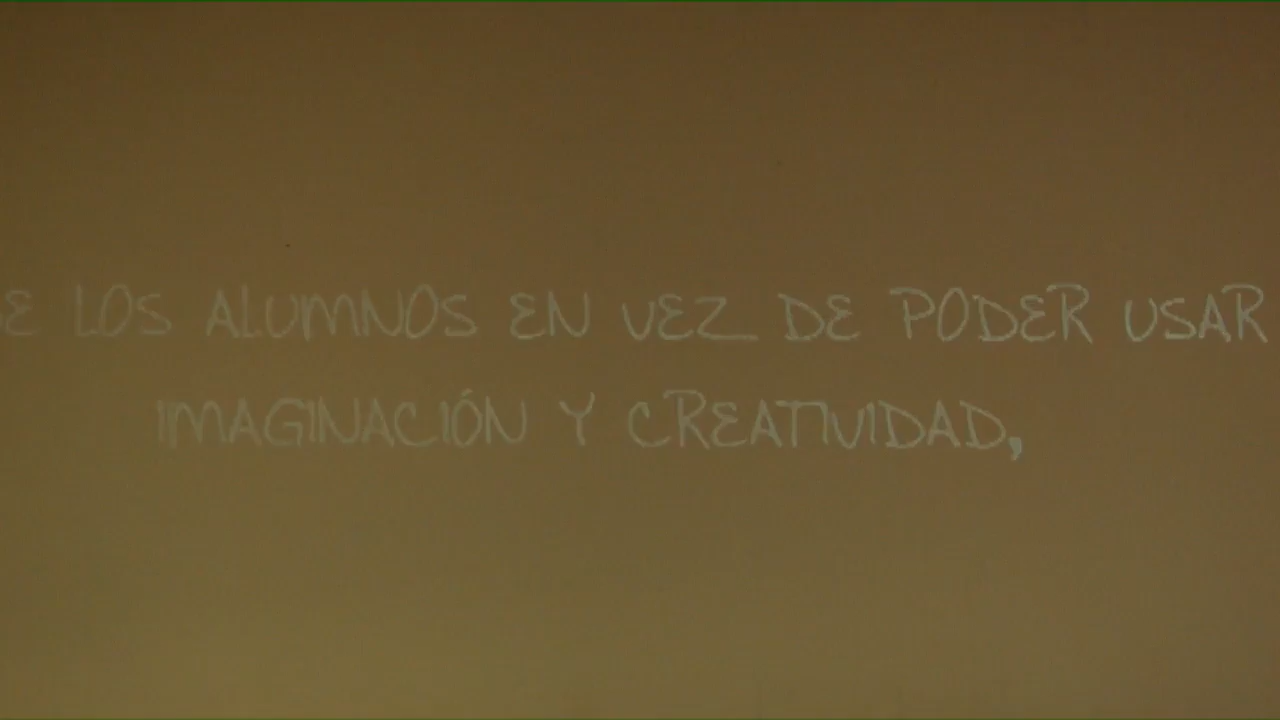 LOS ALUMNOS EN VEZ DE PODER USAR
IMAGINACIÓN Y CREATIVIDAD,